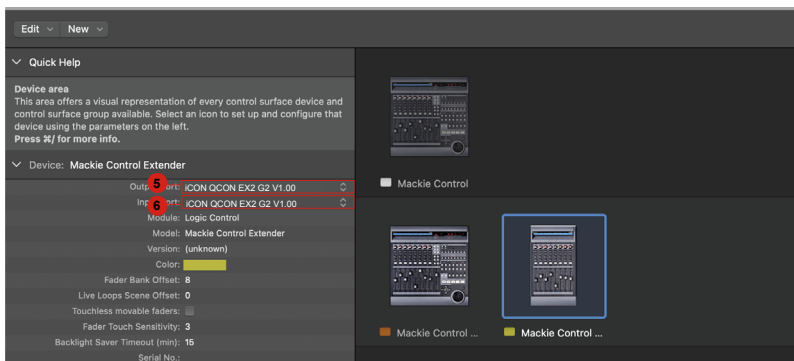 Edit New
Quick Help
Device area
This area offers a visual representation of every control surface device and
control surface group available. Select an icon to set up and configure that
device using the parameters on the left.
Press ⌘/ for more info.
Device: Mackie Control Extender
5 iCON QCON EX2 G2 V1.00
6 iCON QCON EX2 G2 V1.00
Module: Logic Control
Model: Mackie Control Extender
Version: (unknown)
Color:
Fader Bank Offset: 8
Live Loops Scene Offset: 0
Touchless movable faders:
Fader Touch Sensitivity: 3
Backlight Saver Timeout (min): 15
Serial No.:
Mackie Control
Mackie Control ...
Mackie Control ...